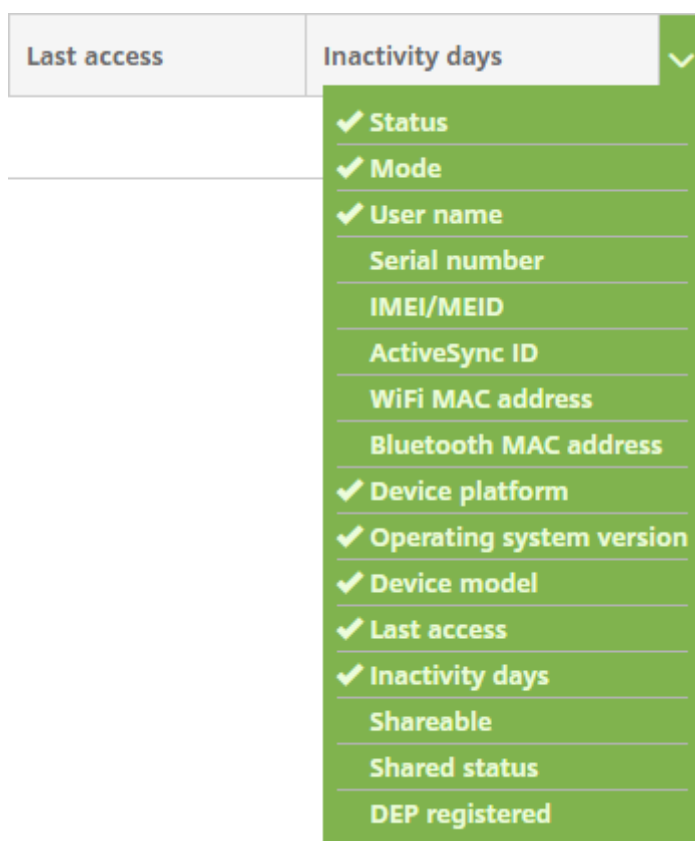 Last access Inactivity days
Status
Mode
User name
Serial number
IMEI/MEID
ActiveSync ID
WiFi MAC address
Bluetooth MAC address
Device platform
Operating system version
Device model
Last access
Inactivity days
Shareable
Shared status
DEP registered